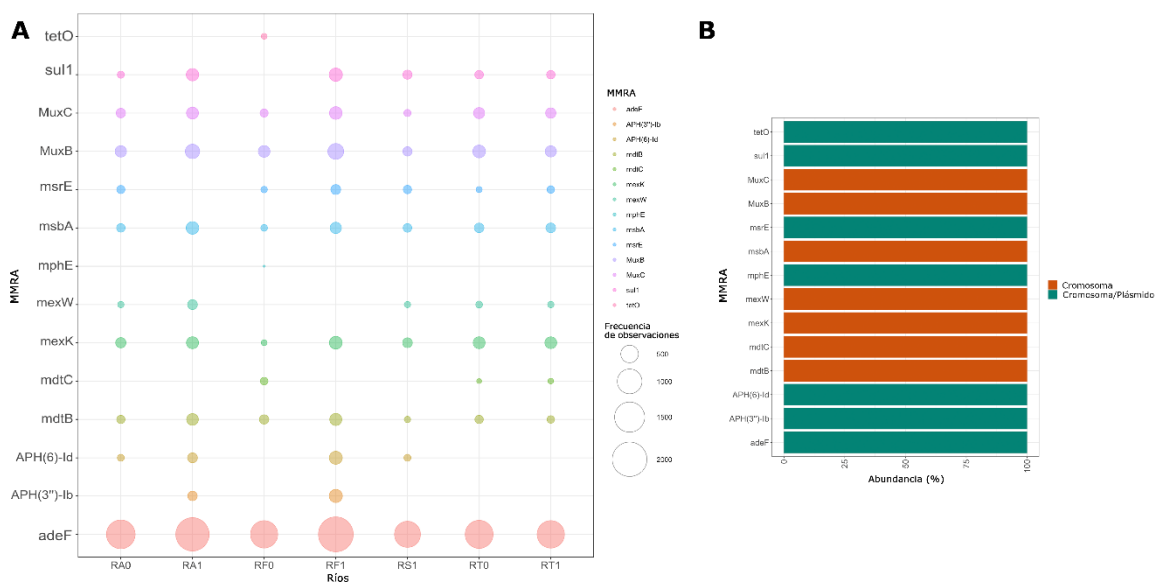 A
tetO
sul1
MuxC
MuxB
msrE
msbA
mphE
mexW
mexK
mdtC
mdtB
APH(6)-Id
APH(3'')-Ib
adeF
MMRA
RA0 RA1 RF0 RF1 RS1 RT0 RT1
Ríos
MMRA
adeF
APH(3'')-Ib
APH(6)-Id
mdtB
mdtC
mexK
mexW
mphE
msbA
msrE
MuxB
MuxC
sul1
tetO
Frecuencia
de observaciones
500
1000
1500
2000
B
tetO
sul1
MuxC
MuxB
msrE
msbA
mphE
mexW
mexK
mdtC
mdtB
APH(6)-Id
APH(3'')-Ib
adeF
MMRA
0 25 50 75 100
Abundancia (%)
Cromosoma
Cromosoma/Plásmido